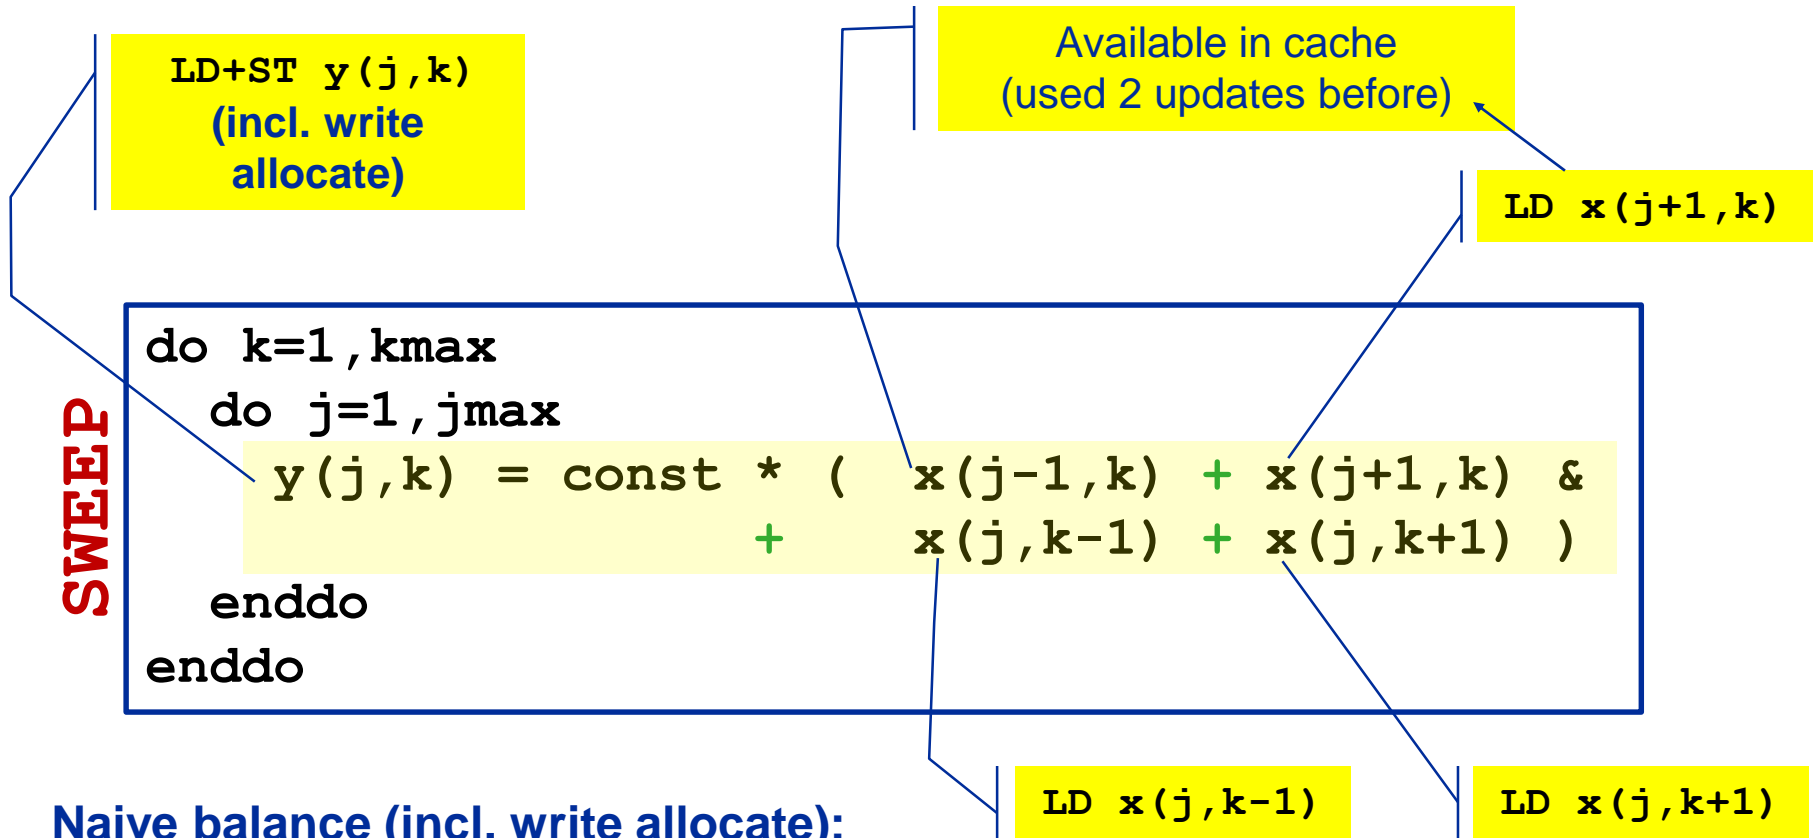 LD+ST y(j,k)
(incl. write
allocate)
Available in cache
(used 2 updates before)
LD x(j+1,k)
SWEEP
do k=1,kmax
do j=1,jmax
y(j,k) = const * ( x(j-1,k) + x(j+1,k) &
+ x(j,k-1) + x(j,k+1) )
enddo
enddo
LD x(j,k-1)
LD x(j,k+1)
Naive balance (incl. write allocate):